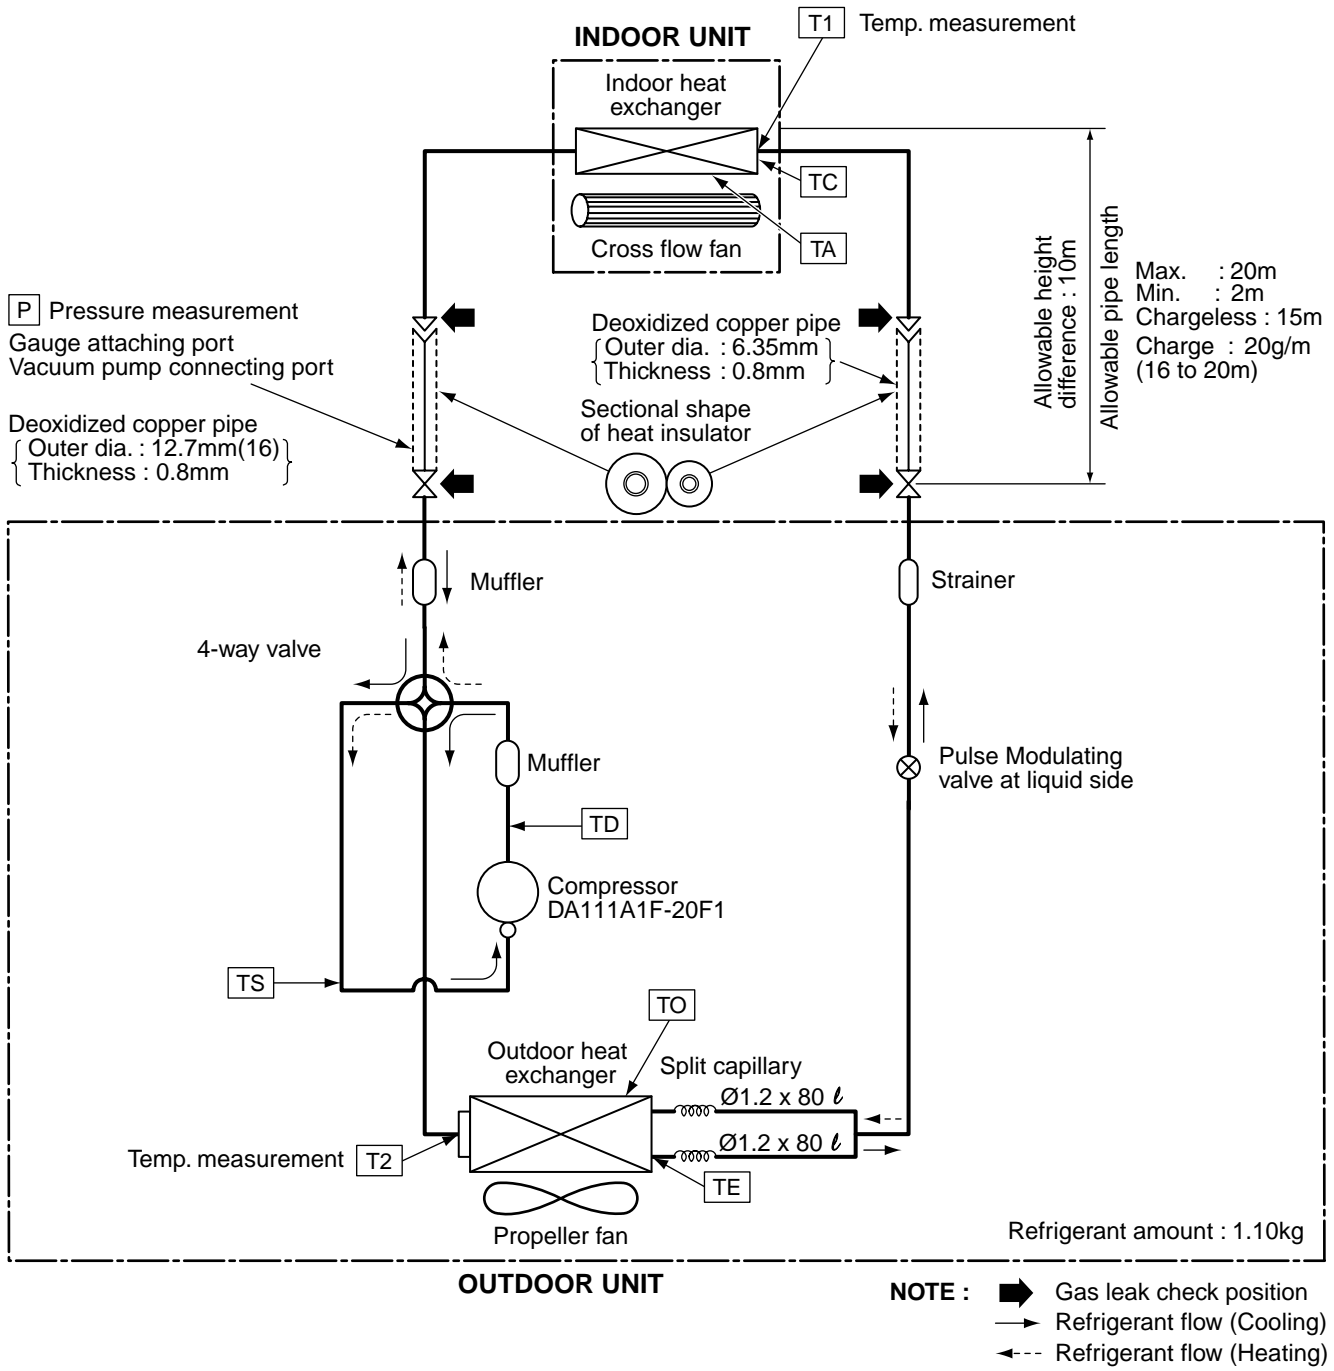 T1 Temp. measurement
INDOOR UNIT
Indoor heat
exchanger
TC
TA
Cross flow fan
Allowable height
difference : 10m
Allowable pipe length
Max. : 20m
Min. : 2m
Chargeless : 15m
Charge : 20g/m
(16 to 20m)
P Pressure measurement
Gauge attaching port
Vacuum pump connecting port
Deoxidized copper pipe
Outer dia. : 12.7mm(16)
Thickness : 0.8mm
Deoxidized copper pipe
Outer dia. : 6.35mm
Thickness : 0.8mm
Sectional shape
of heat insulator
Muffler
Strainer
4-way valve
Muffler
Pulse Modulating
valve at liquid side
TD
Compressor
DA111A1F-20F1
TS
TO
Outdoor heat
exchanger
Split capillary
Ø1.2 x 80 ℓ
Ø1.2 x 80 ℓ
Temp. measurement T2
TE
Propeller fan
Refrigerant amount : 1.10kg
OUTDOOR UNIT
NOTE : Gas leak check position
Refrigerant flow (Cooling)
Refrigerant flow (Heating)